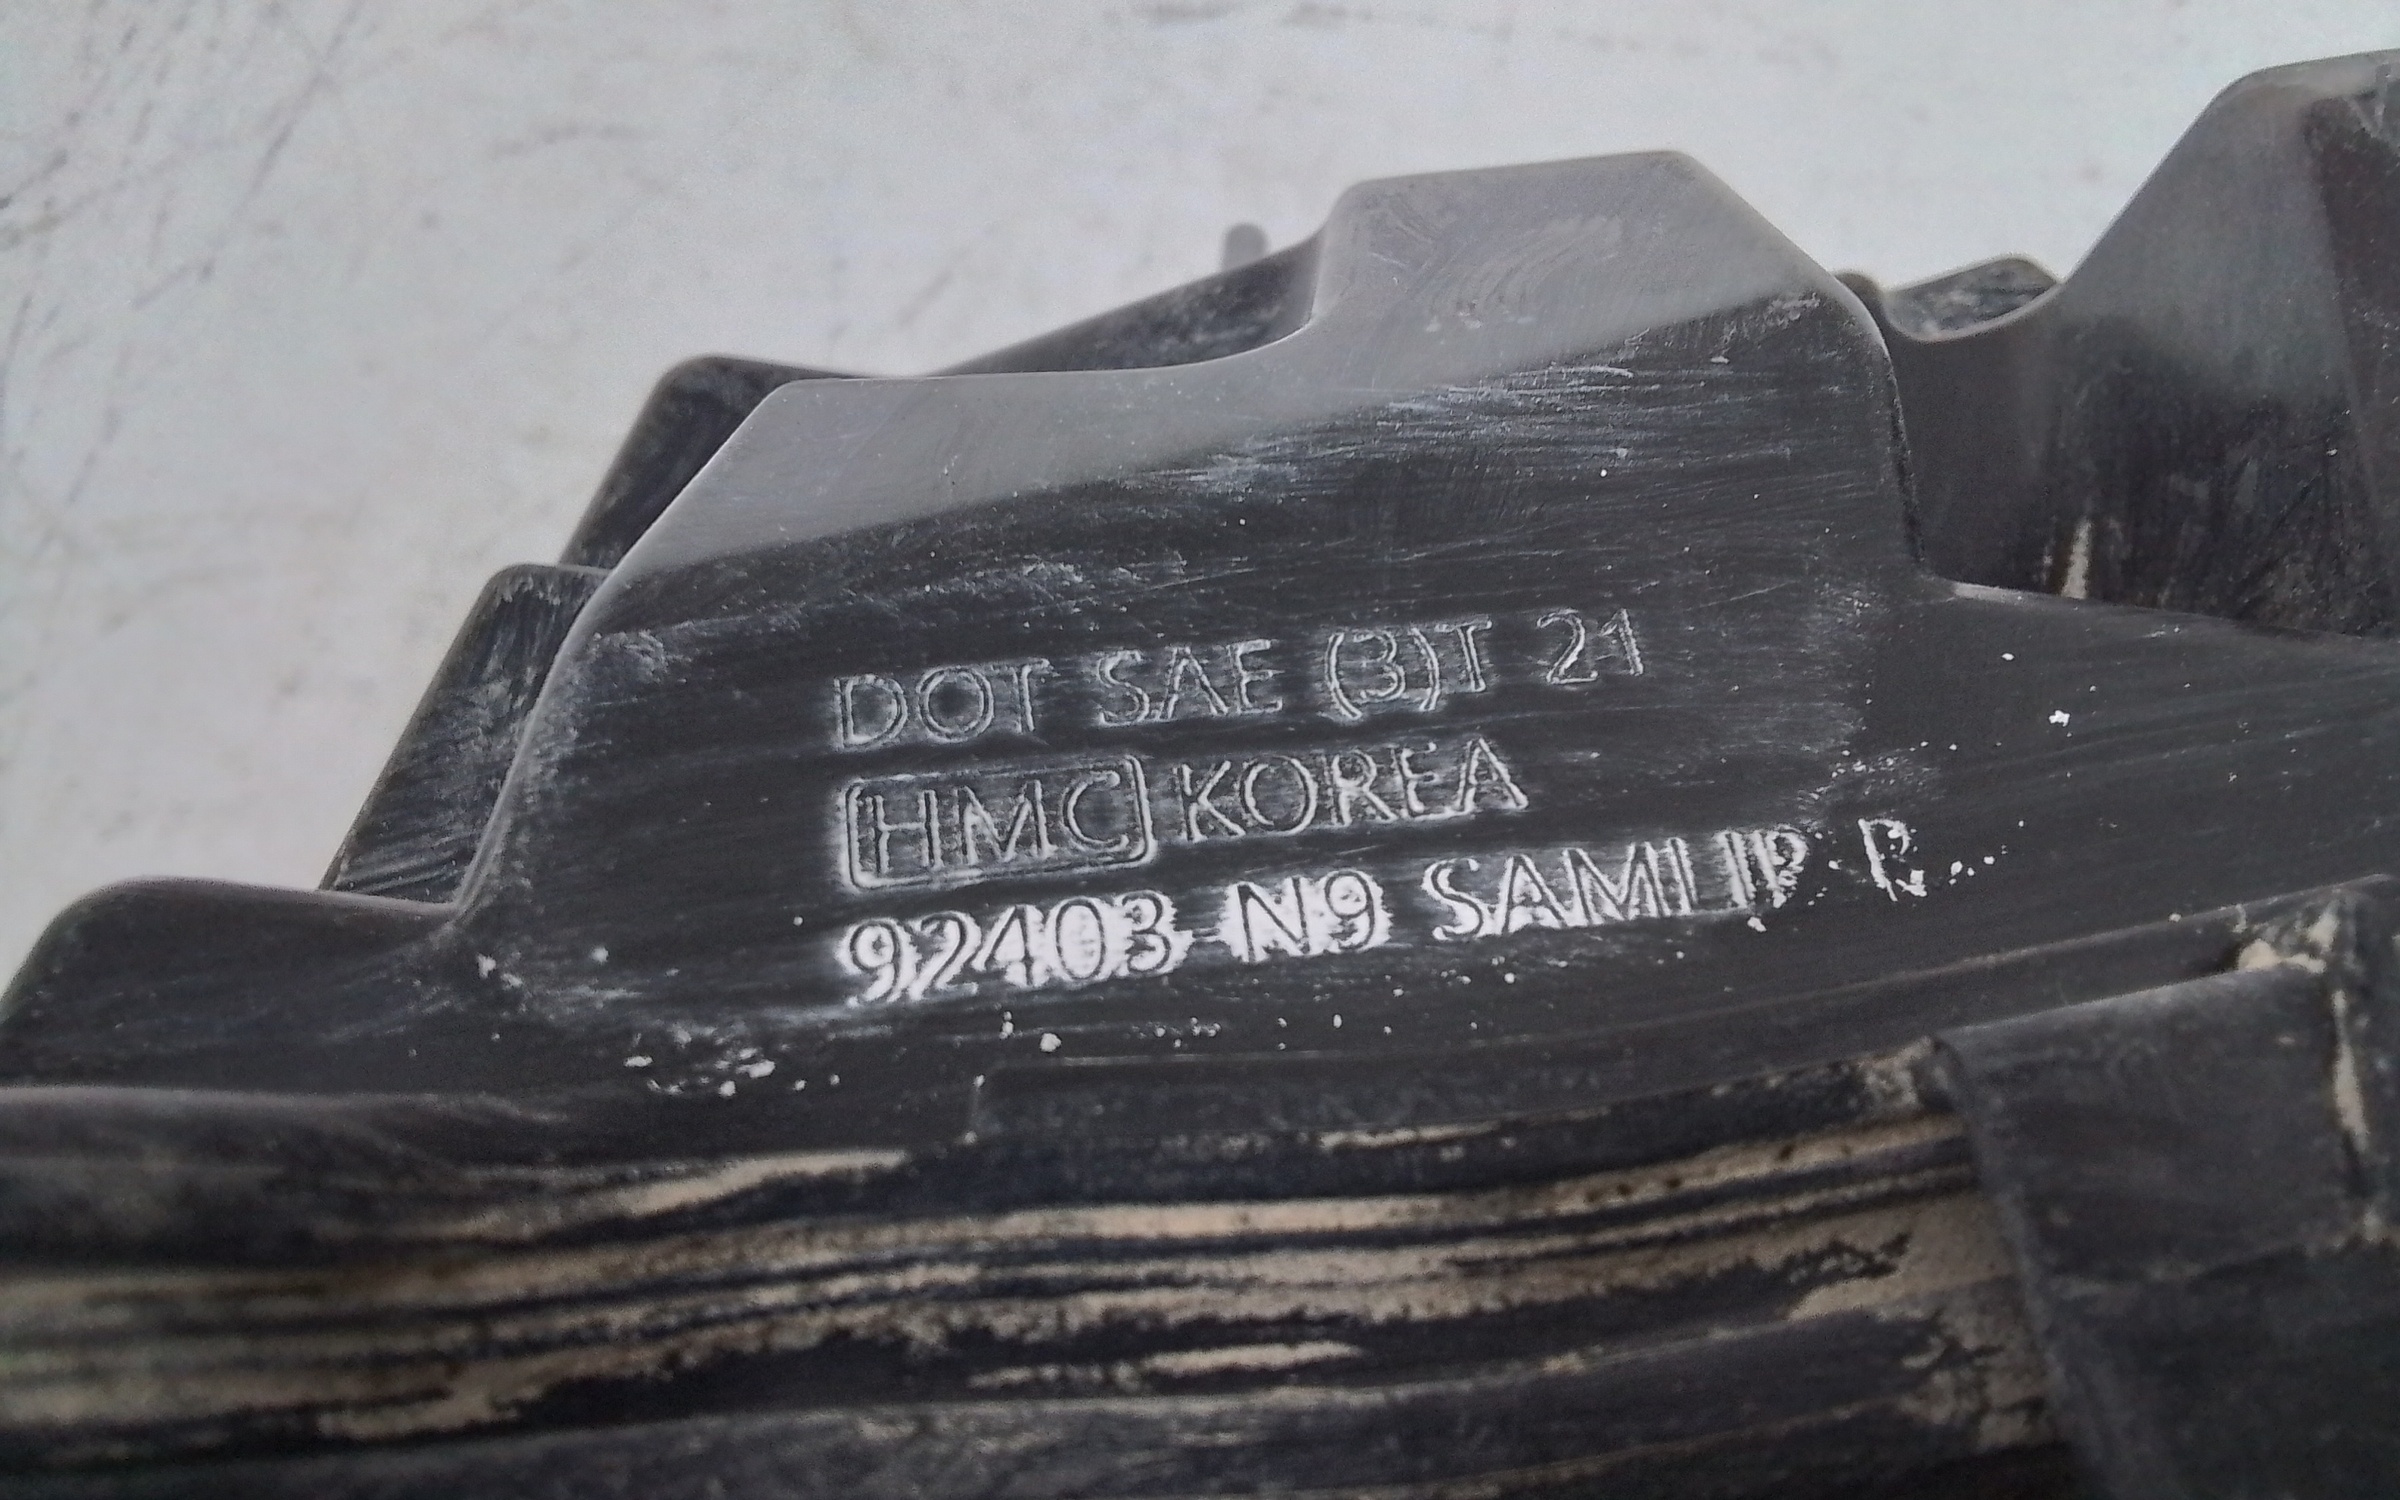 DOT SAE (3)T 21
HMC KOREA
92403-N9 SAMLIP